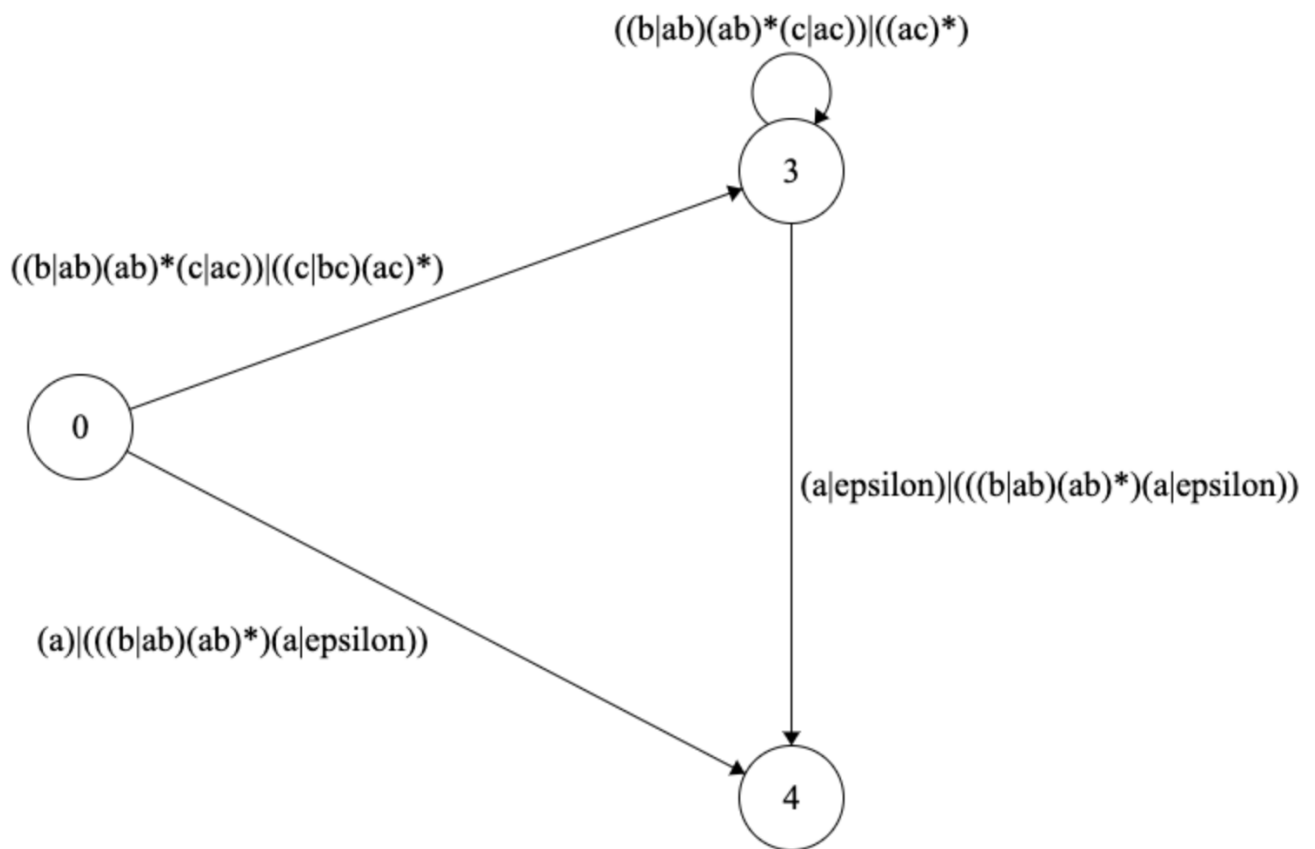 ((b|ab)(ab)*(c|ac))|((ac)*)
3
((b|ab)(ab)*(c|ac))|((c|bc)(ac)*)
0
(a|epsilon)|(((b|ab)(ab)*)(a|epsilon))
(a)|(((b|ab)(ab)*)(a|epsilon))
4